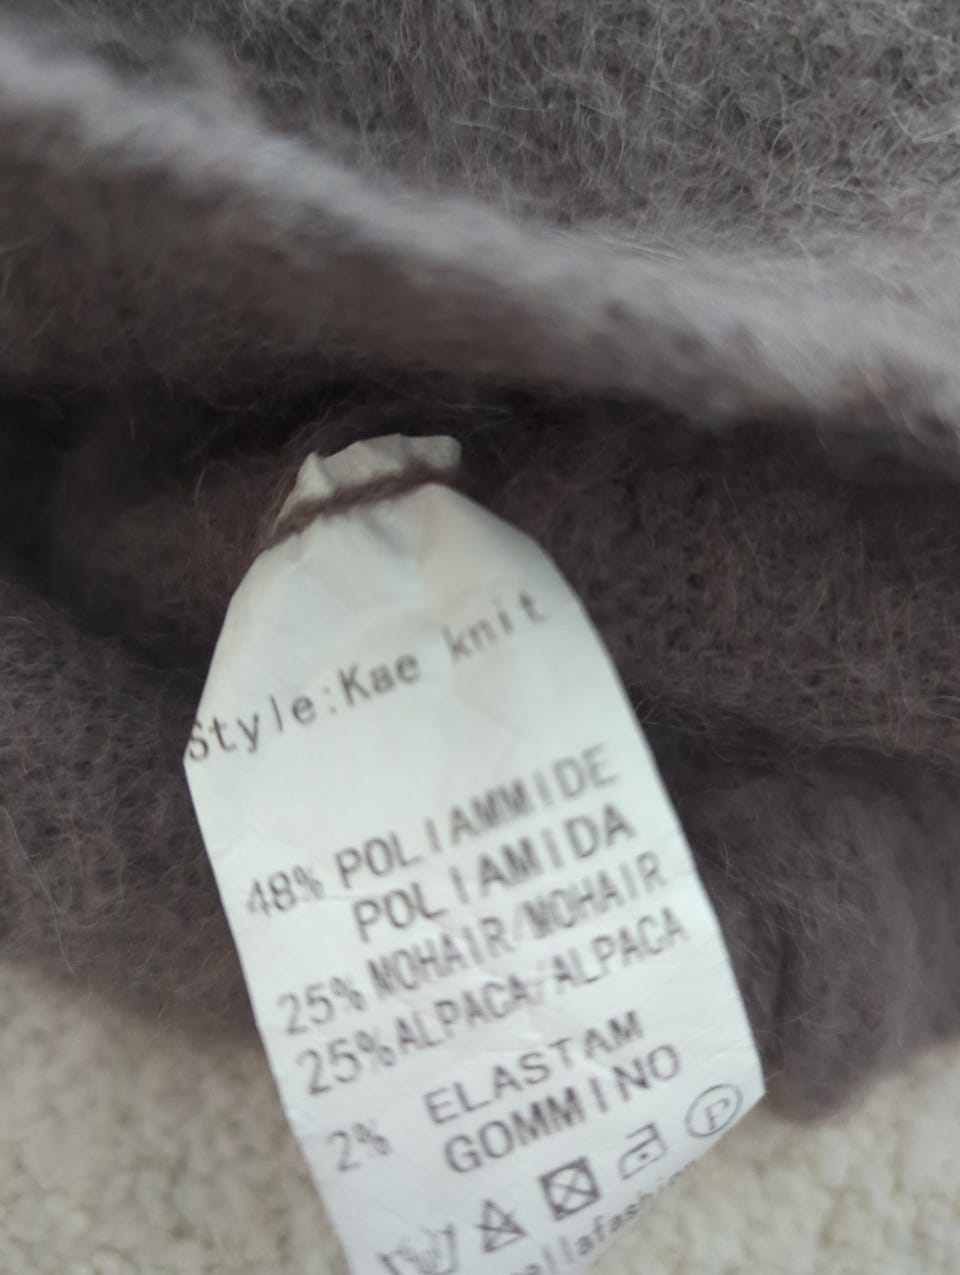 Style:Kae knit
48% POLIAMMIDE
POLIAMIDA
25% MOHAIR/MOHAIR
25% ALPACA/ALPACA
2% ELASTAM
GOMMINO
P